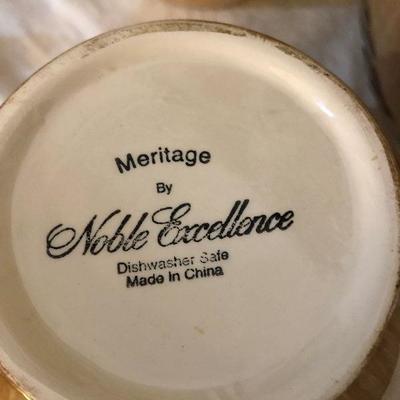 Meritage
By
Noble Excellence
Dishwasher Safe
Made In China